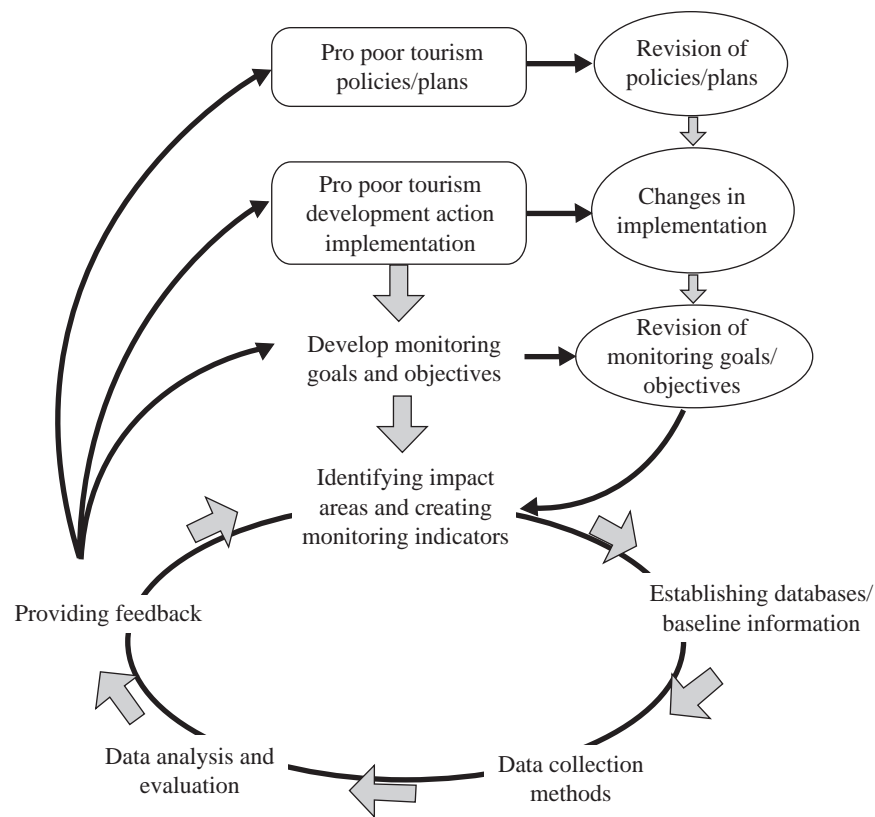 Pro poor tourism
policies/plans
Revision of
policies/plans
Pro poor tourism
development action
implementation
Changes in
implementation
Develop monitoring
goals and objectives
Revision of
monitoring goals/
objectives
Identifying impact
areas and creating
monitoring indicators
Establishing databases/
baseline information
Providing feedback
Data analysis and
evaluation
Data collection
methods